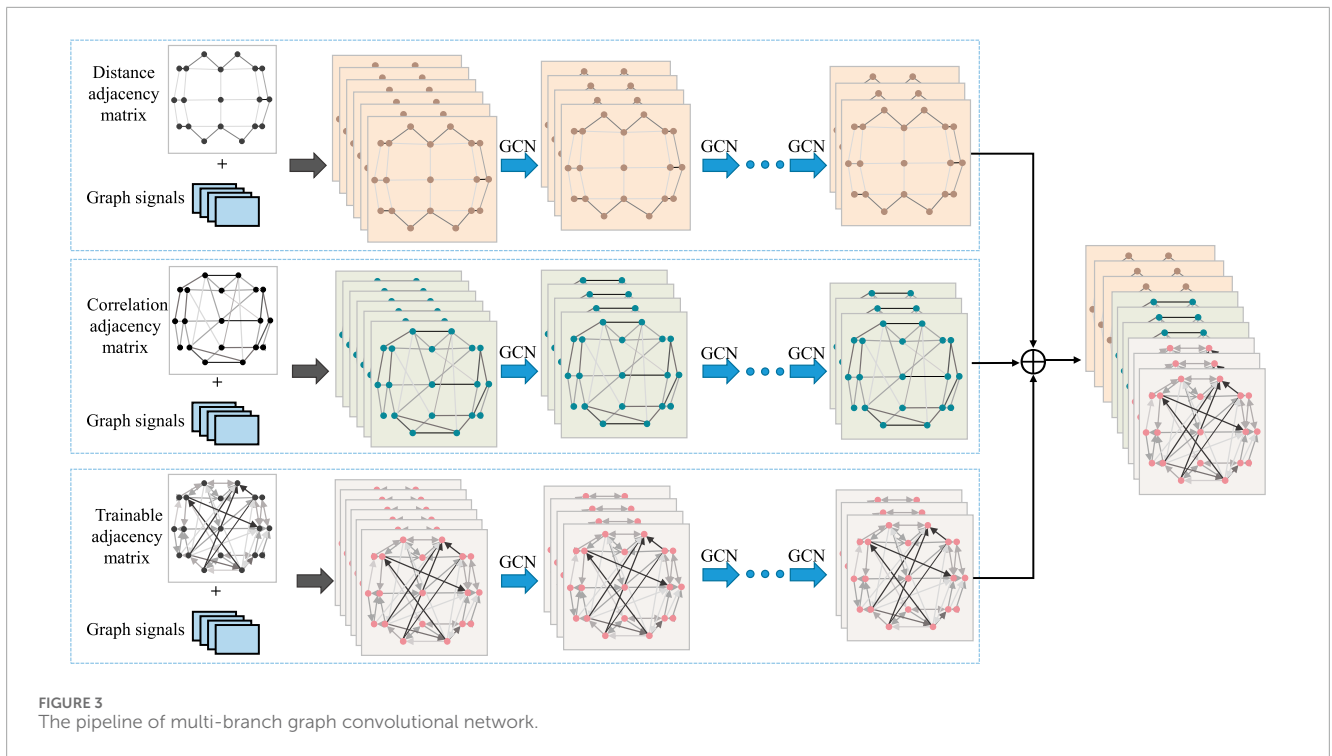 Distance
adjacency
matrix
+
Graph signals
GCN
GCN
GCN
Correlation
adjacency
matrix
+
Graph signals
GCN
GCN
GCN
Trainable
adjacency
matrix
+
Graph signals
GCN
GCN
GCN
FIGURE 3
The pipeline of multi-branch graph convolutional network.